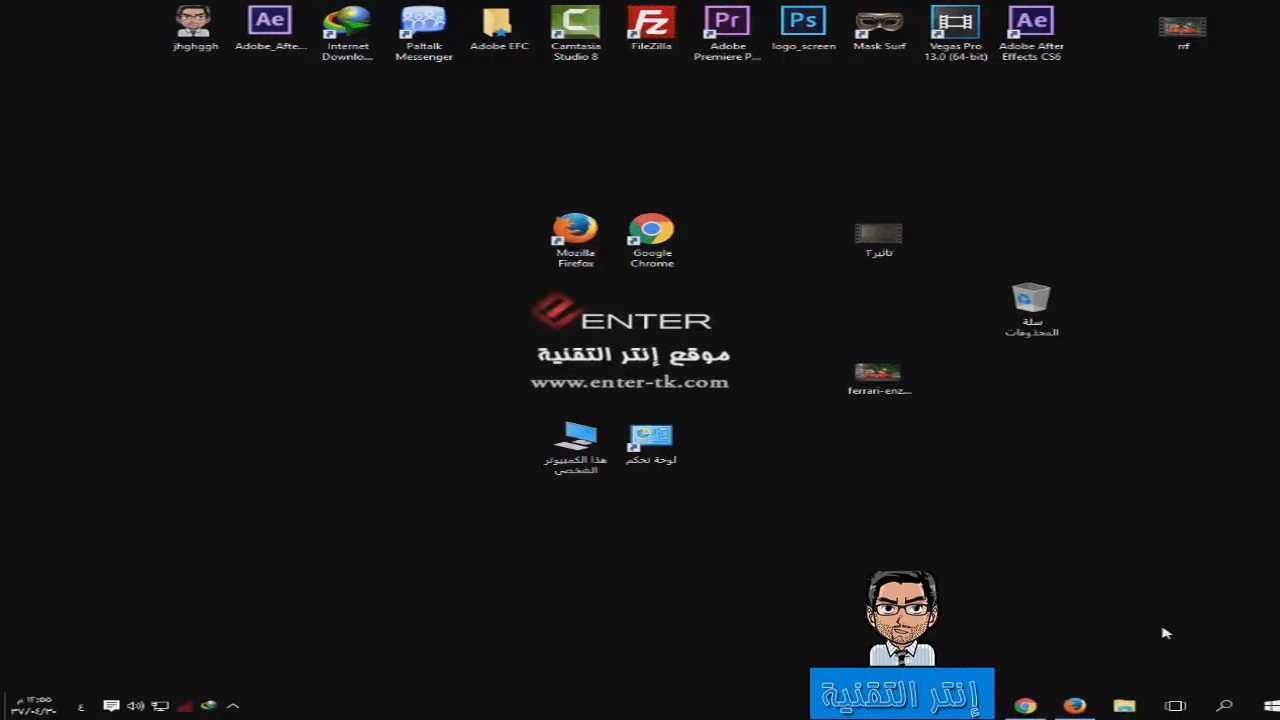 jhghggh
Adobe_Afte...
Internet
Downlo...
Paltalk
Messenger
Adobe EFC
Camtasia
Studio 8
FileZilla
Adobe
Premiere P...
logo_screen
Mask Surf
Vegas Pro
13.0 (64-bit)
Adobe After
Effects CS6
rrf
Mozilla
Firefox
Google
Chrome
تاثير٢
سلة
المحذوفات
ENTER
موقع إنتر التقنية
www.enter-tk.com
ferrari-enz...
هذا الكمبيوتر
الشخصي
لوحة تحكم
إنتر التقنية
ع